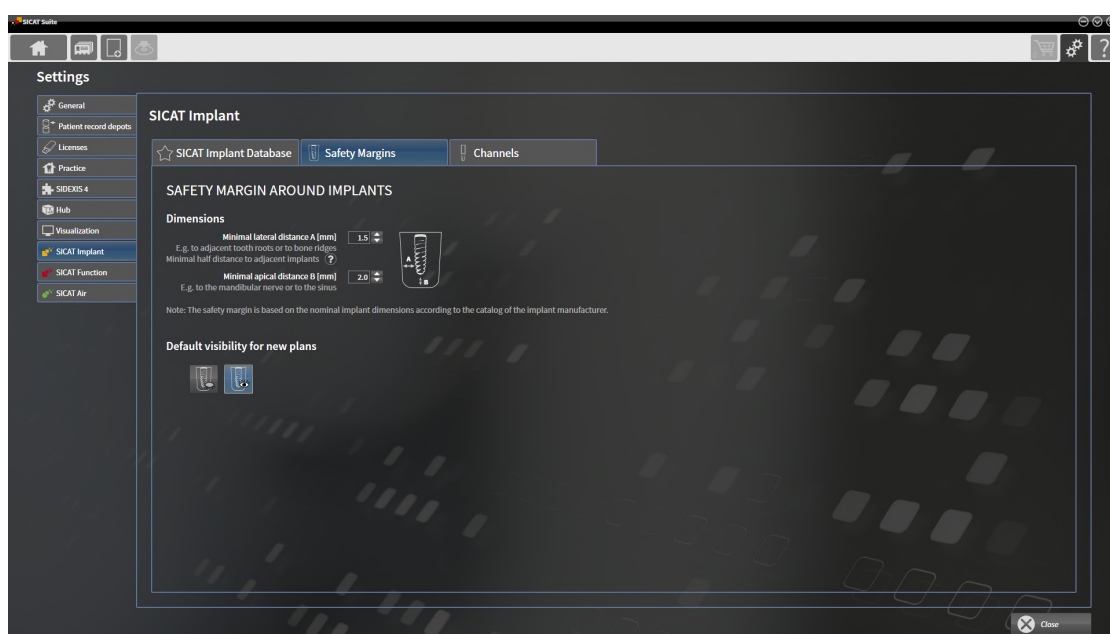 SICAT Suite
?
Settings
General
Patient record depots
Licenses
Practice
SIDEXIS 4
Hub
Visualization
SICAT Implant
SICAT Function
SICAT Air
SICAT Implant
SICAT Implant Database
Safety Margins
Channels
SAFETY MARGIN AROUND IMPLANTS
Dimensions
Minimal lateral distance A [mm] 1.5
E.g. to adjacent tooth roots or to bone ridges
Minimal half distance to adjacent implants ?
Minimal apical distance B [mm] 2.0
E.g. to the mandibular nerve or to the sinus
A
B
Note: The safety margin is based on the nominal implant dimensions according to the catalog of the implant manufacturer.
Default visibility for new plans
Close